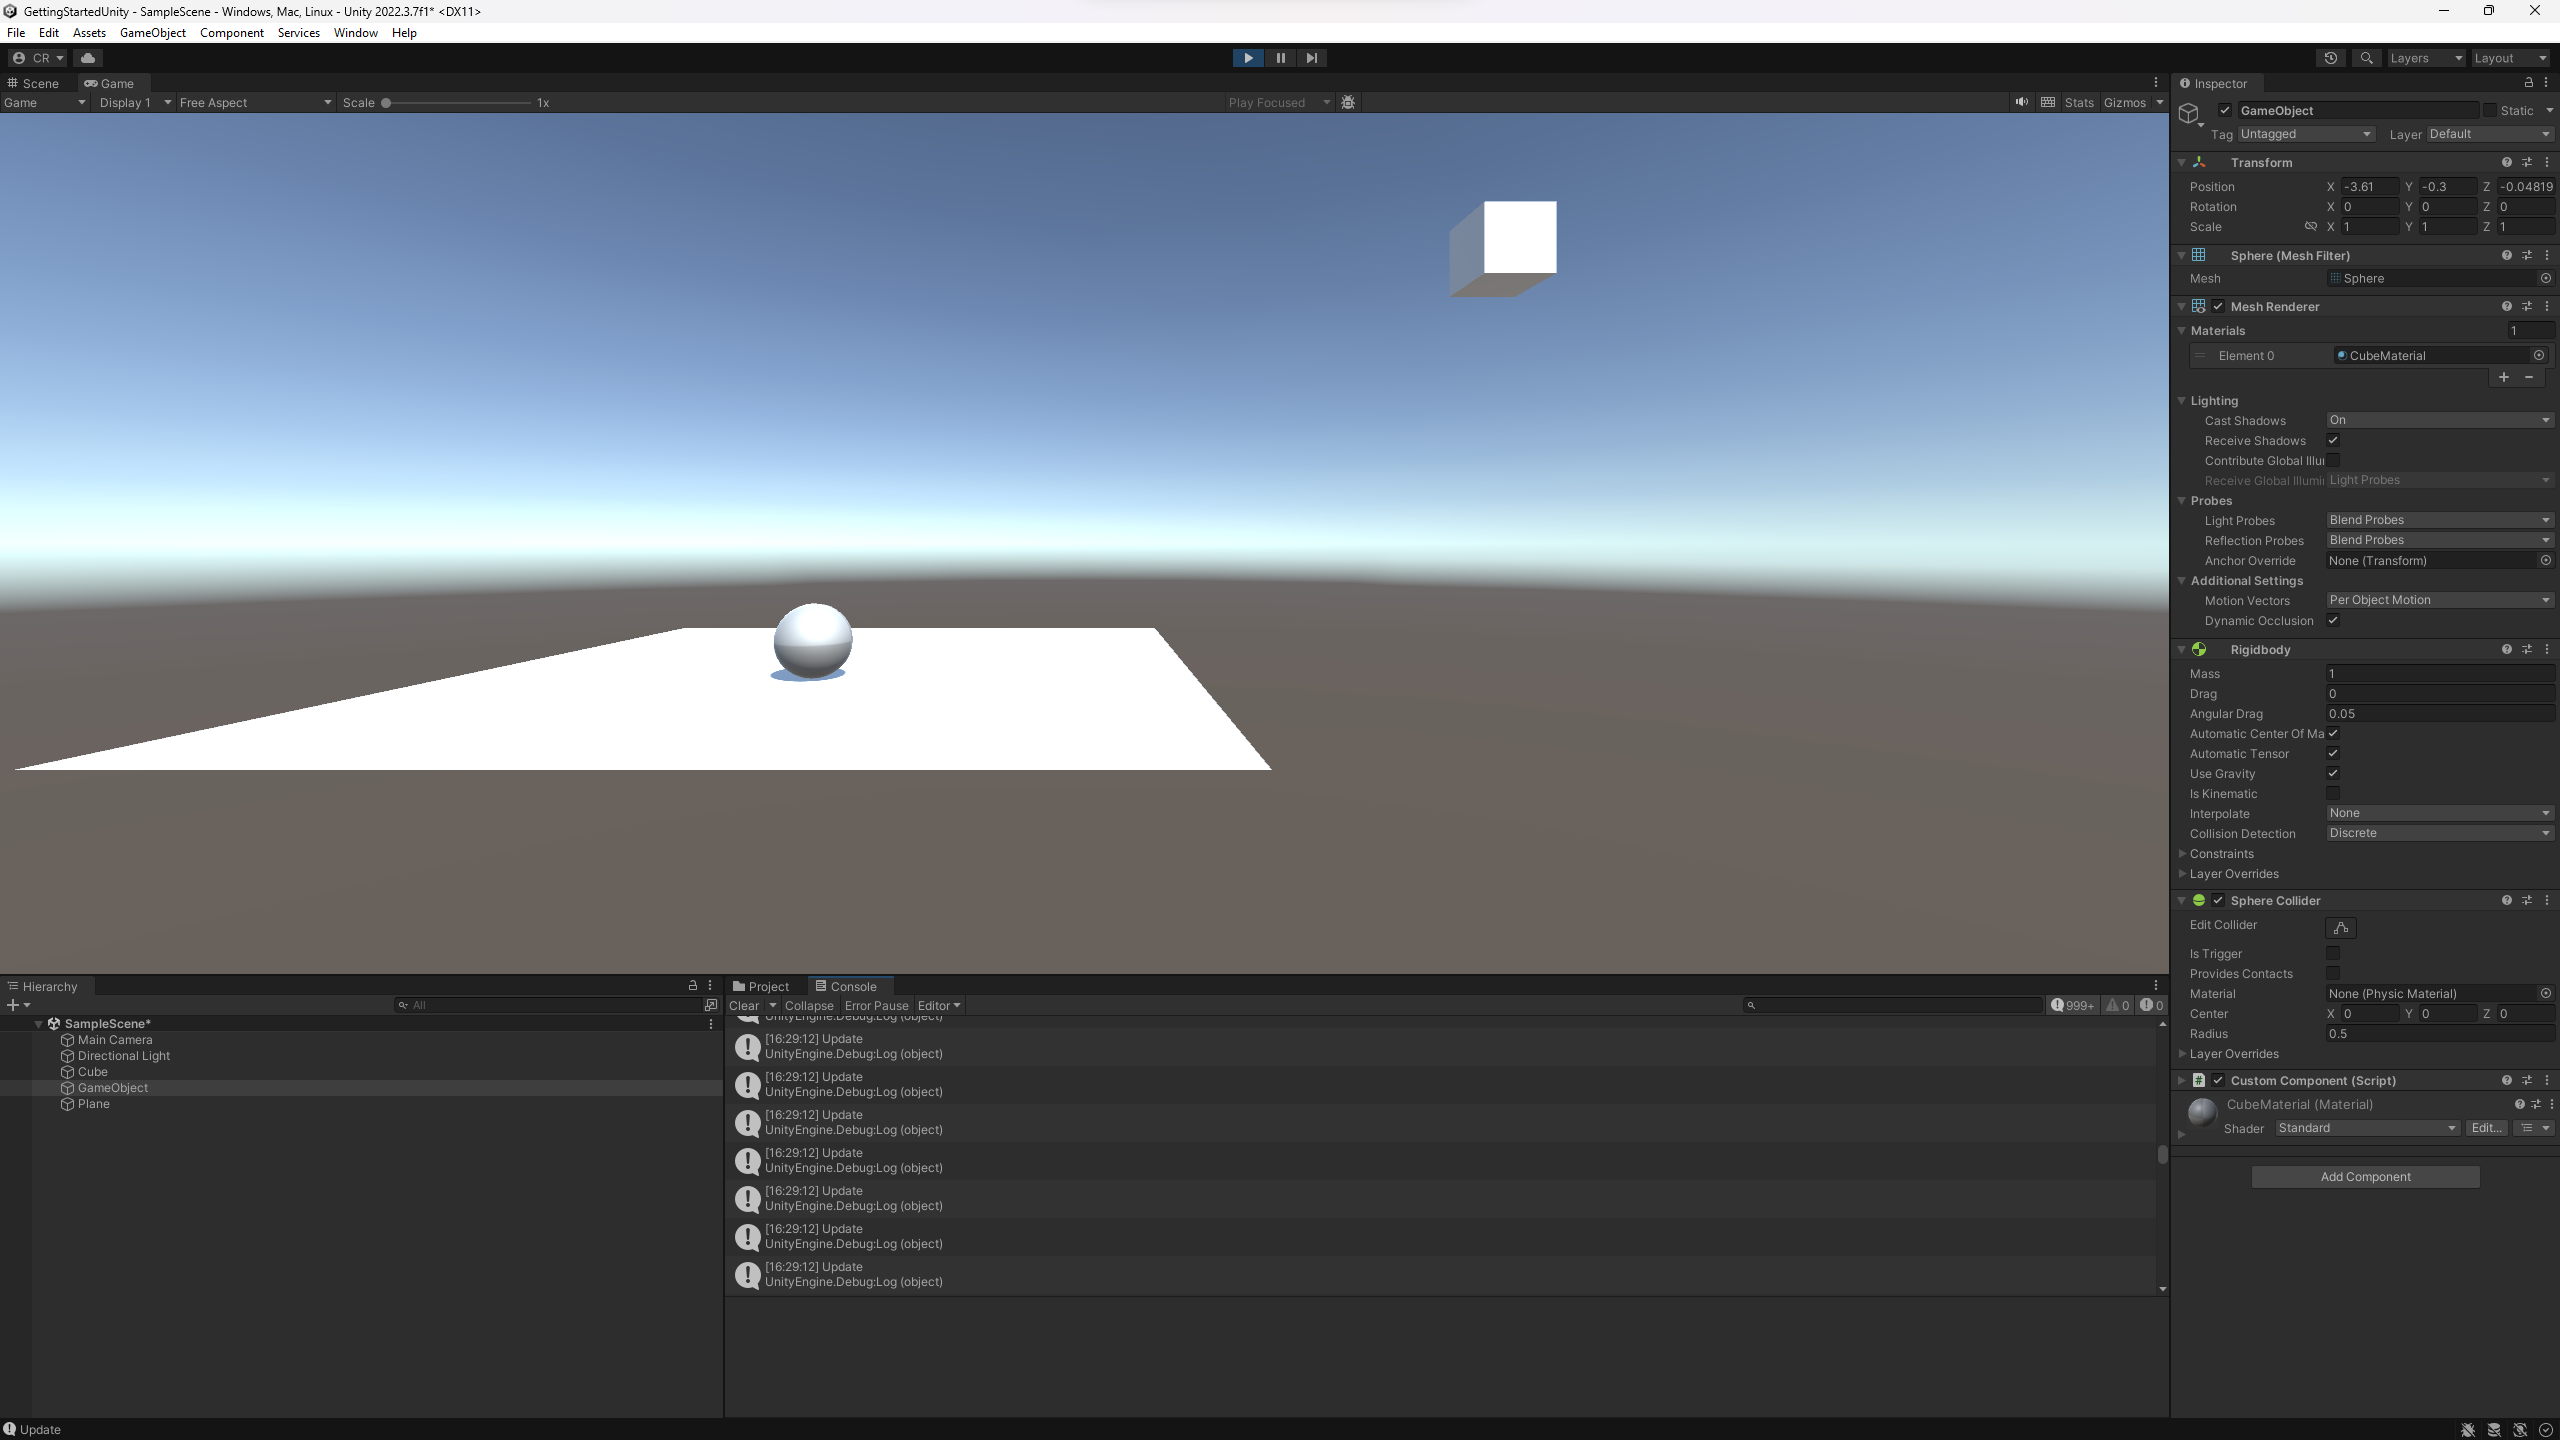 GettingStartedUnity - SampleScene - Windows, Mac, Linux - Unity 2022.3.7f1* <DX11>
File Edit Assets GameObject Component Services Window Help
CR Layers Layout
Scene Game
Game Display 1 Free Aspect Scale 1x Play Focused Stats Gizmos
Inspector
GameObject Static
Tag Untagged Layer Default
Transform
Position X -3.61 Y -0.3 Z -0.04819
Rotation X 0 Y 0 Z 0
Scale X 1 Y 1 Z 1
Sphere (Mesh Filter)
Mesh Sphere
Mesh Renderer
Materials 1
Element 0 CubeMaterial
Lighting
Cast Shadows On
Receive Shadows
Contribute Global Illu
Receive Global Illumi Light Probes
Probes
Light Probes Blend Probes
Reflection Probes Blend Probes
Anchor Override None (Transform)
Additional Settings
Motion Vectors Per Object Motion
Dynamic Occlusion
Rigidbody
Mass 1
Drag 0
Angular Drag 0.05
Automatic Center Of Ma
Automatic Tensor
Use Gravity
Is Kinematic
Interpolate None
Collision Detection Discrete
Constraints
Layer Overrides
Sphere Collider
Edit Collider
Is Trigger
Provides Contacts
Material None (Physic Material)
Center X 0 Y 0 Z 0
Radius 0.5
Layer Overrides
Custom Component (Script)
CubeMaterial (Material)
Shader Standard Edit...
Add Component
Hierarchy
All
SampleScene*
Main Camera
Directional Light
Cube
GameObject
Plane
Project Console
Clear Collapse Error Pause Editor 999+ 0 0
UnityEngine.Debug:Log (object)
[16:29:12] Update
UnityEngine.Debug:Log (object)
[16:29:12] Update
UnityEngine.Debug:Log (object)
[16:29:12] Update
UnityEngine.Debug:Log (object)
[16:29:12] Update
UnityEngine.Debug:Log (object)
[16:29:12] Update
UnityEngine.Debug:Log (object)
[16:29:12] Update
UnityEngine.Debug:Log (object)
[16:29:12] Update
UnityEngine.Debug:Log (object)
Update